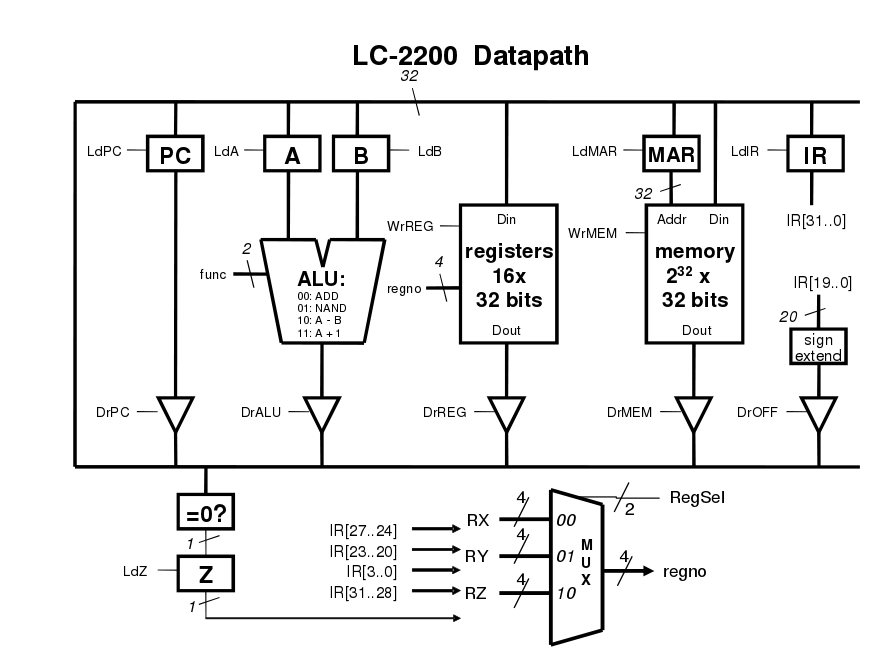 LC-2200 Datapath
32
LdPC
PC
LdA
A
B
LdB
LdMAR
MAR
LdIR
IR
32
IR[31..0]
WrREG
Din
registers
16x
32 bits
Dout
4
regno
WrMEM
Addr Din
memory
2³² x
32 bits
Dout
2
func
ALU:
00: ADD
01: NAND
10: A - B
11: A + 1
IR[19..0]
20
sign
extend
DrPC
DrALU
DrREG
DrMEM
DrOFF
=0?
1
LdZ
Z
1
IR[27..24]
IR[23..20]
IR[3..0]
IR[31..28]
RX
4
00
RY
4
01
RZ
4
10
M
U
X
2
RegSel
4
regno